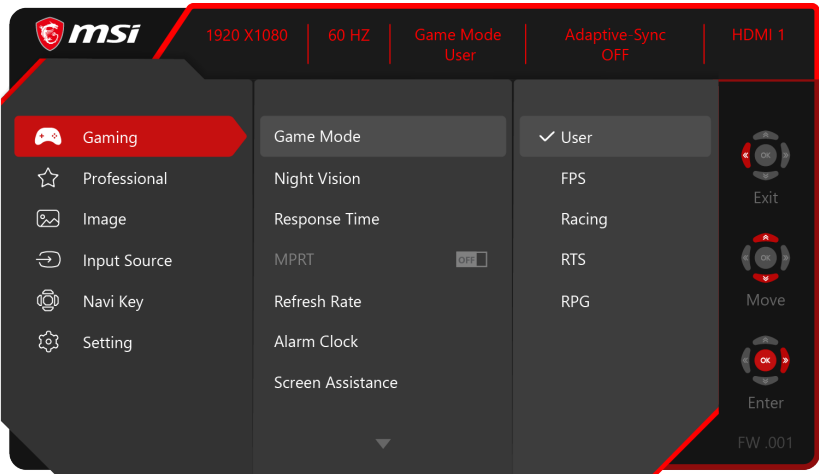 msi
1920 X1080
60 HZ
Game Mode
User
Adaptive-Sync
OFF
HDMI 1
Gaming
Professional
Image
Input Source
Navi Key
Setting
Game Mode
Night Vision
Response Time
MPRT
OFF
Refresh Rate
Alarm Clock
Screen Assistance
User
FPS
Racing
RTS
RPG
OK
Exit
OK
Move
OK
Enter
FW .001